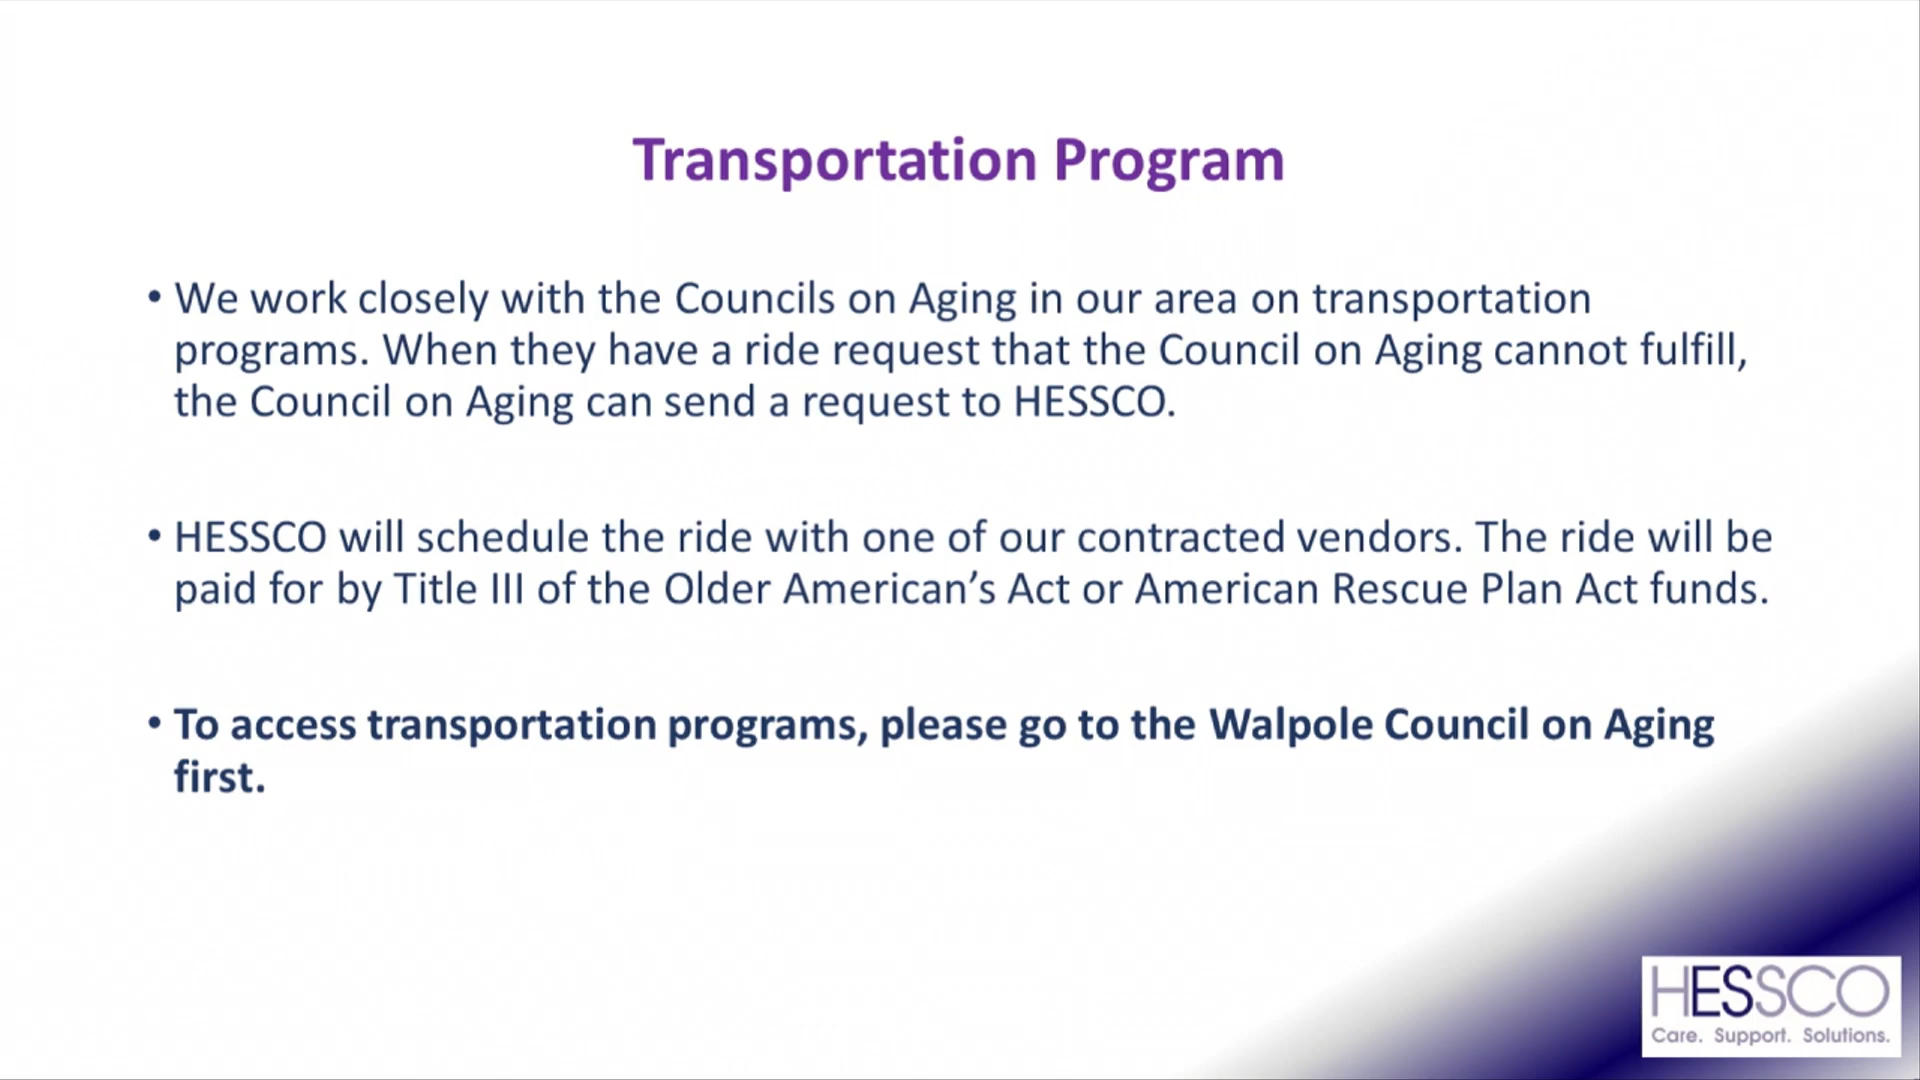 Transportation Program
• We work closely with the Councils on Aging in our area on transportation
programs. When they have a ride request that the Council on Aging cannot fulfill,
the Council on Aging can send a request to HESSCO.
• HESSCO will schedule the ride with one of our contracted vendors. The ride will be
paid for by Title III of the Older American’s Act or American Rescue Plan Act funds.
• To access transportation programs, please go to the Walpole Council on Aging
first.
HESSCO
Care. Support. Solutions.